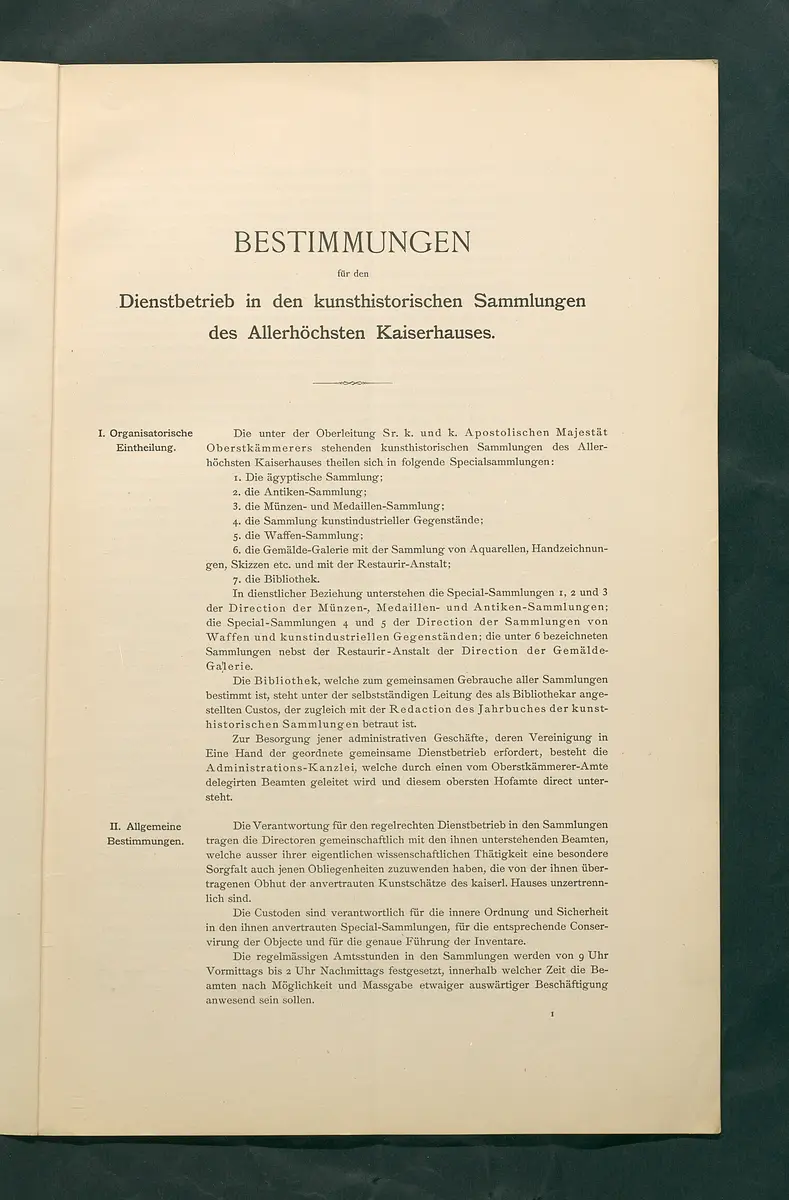 BESTIMMUNGEN
für den
Dienstbetrieb in den kunsthistorischen Sammlungen
des Allerhöchsten Kaiserhauses.
I. Organisatorische
Eintheilung.
Die unter der Oberleitung Sr. k. und k. Apostolischen Majestät
Oberstkämmerers stehenden kunsthistorischen Sammlungen des Aller-
höchsten Kaiserhauses theilen sich in folgende Specialsammlungen:
1. Die ägyptische Sammlung;
2. die Antiken-Sammlung;
3. die Münzen- und Medaillen-Sammlung;
4. die Sammlung kunstindustrieller Gegenstände;
5. die Waffen-Sammlung;
6. die Gemälde-Galerie mit der Sammlung von Aquarellen, Handzeichnun-
gen, Skizzen etc. und mit der Restaurir-Anstalt;
7. die Bibliothek.
In dienstlicher Beziehung unterstehen die Special-Sammlungen 1, 2 und 3
der Direction der Münzen-, Medaillen- und Antiken-Sammlungen;
die Special-Sammlungen 4 und 5 der Direction der Sammlungen von
Waffen und kunstindustriellen Gegenständen; die unter 6 bezeichneten
Sammlungen nebst der Restaurir-Anstalt der Direction der Gemälde-
Galerie.
Die Bibliothek, welche zum gemeinsamen Gebrauche aller Sammlungen
bestimmt ist, steht unter der selbstständigen Leitung des als Bibliothekar ange-
stellten Custos, der zugleich mit der Redaction des Jahrbuches der kunst-
historischen Sammlungen betraut ist.
Zur Besorgung jener administrativen Geschäfte, deren Vereinigung in
Eine Hand der geordnete gemeinsame Dienstbetrieb erfordert, besteht die
Administrations-Kanzlei, welche durch einen vom Oberstkämmerer-Amte
delegirten Beamten geleitet wird und diesem obersten Hofamte direct unter-
steht.
II. Allgemeine
Bestimmungen.
Die Verantwortung für den regelrechten Dienstbetrieb in den Sammlungen
tragen die Directoren gemeinschaftlich mit den ihnen unterstehenden Beamten,
welche ausser ihrer eigentlichen wissenschaftlichen Thätigkeit eine besondere
Sorgfalt auch jenen Obliegenheiten zuzuwenden haben, die von der ihnen über-
tragenen Obhut der anvertrauten Kunstschätze des kaiserl. Hauses unzertrenn-
lich sind.
Die Custoden sind verantwortlich für die innere Ordnung und Sicherheit
in den ihnen anvertrauten Special-Sammlungen, für die entsprechende Conser-
virung der Objecte und für die genaue Führung der Inventare.
Die regelmässigen Amtsstunden in den Sammlungen werden von 9 Uhr
Vormittags bis 2 Uhr Nachmittags festgesetzt, innerhalb welcher Zeit die Be-
amten nach Möglichkeit und Massgabe etwaiger auswärtiger Beschäftigung
anwesend sein sollen.
1